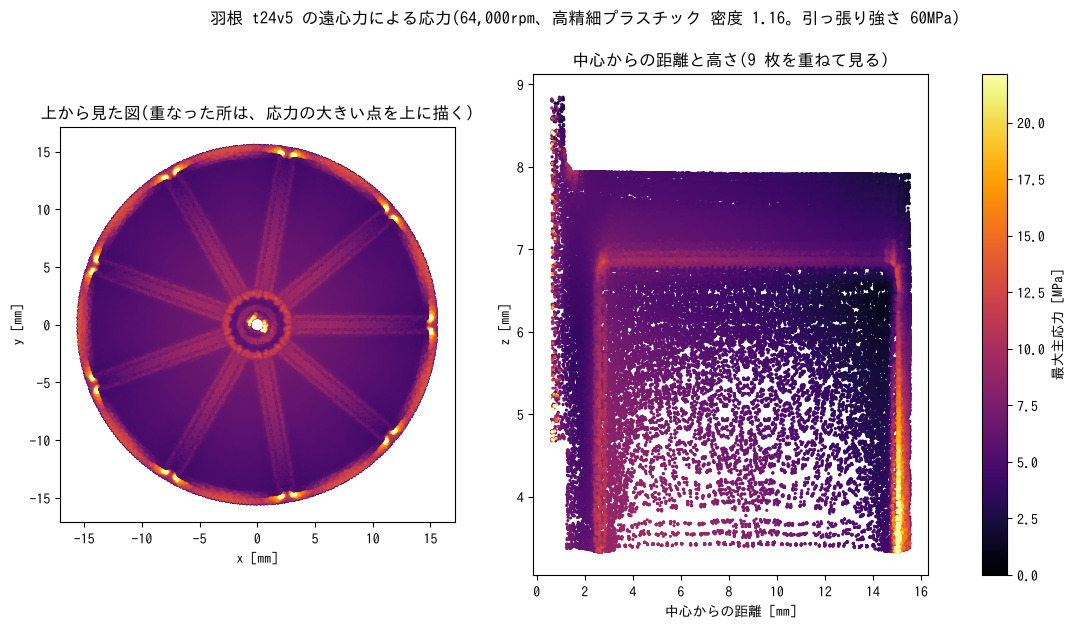 羽根 t24v5 の遠心力による応力(64,000rpm、高精細プラスチック 密度 1.16。引っ張り強さ 60MPa)
上から見た図(重なった所は、応力の大きい点を上に描く)
15
10
5
0
−5
−10
−15
y [mm]
−15 −10 −5 0 5 10 15
x [mm]
中心からの距離と高さ(9 枚を重ねて見る)
9
8
7
6
5
4
z [mm]
0 2 4 6 8 10 12 14 16
中心からの距離 [mm]
20.0
17.5
15.0
12.5
10.0
7.5
5.0
2.5
0.0
最大主応力 [MPa]